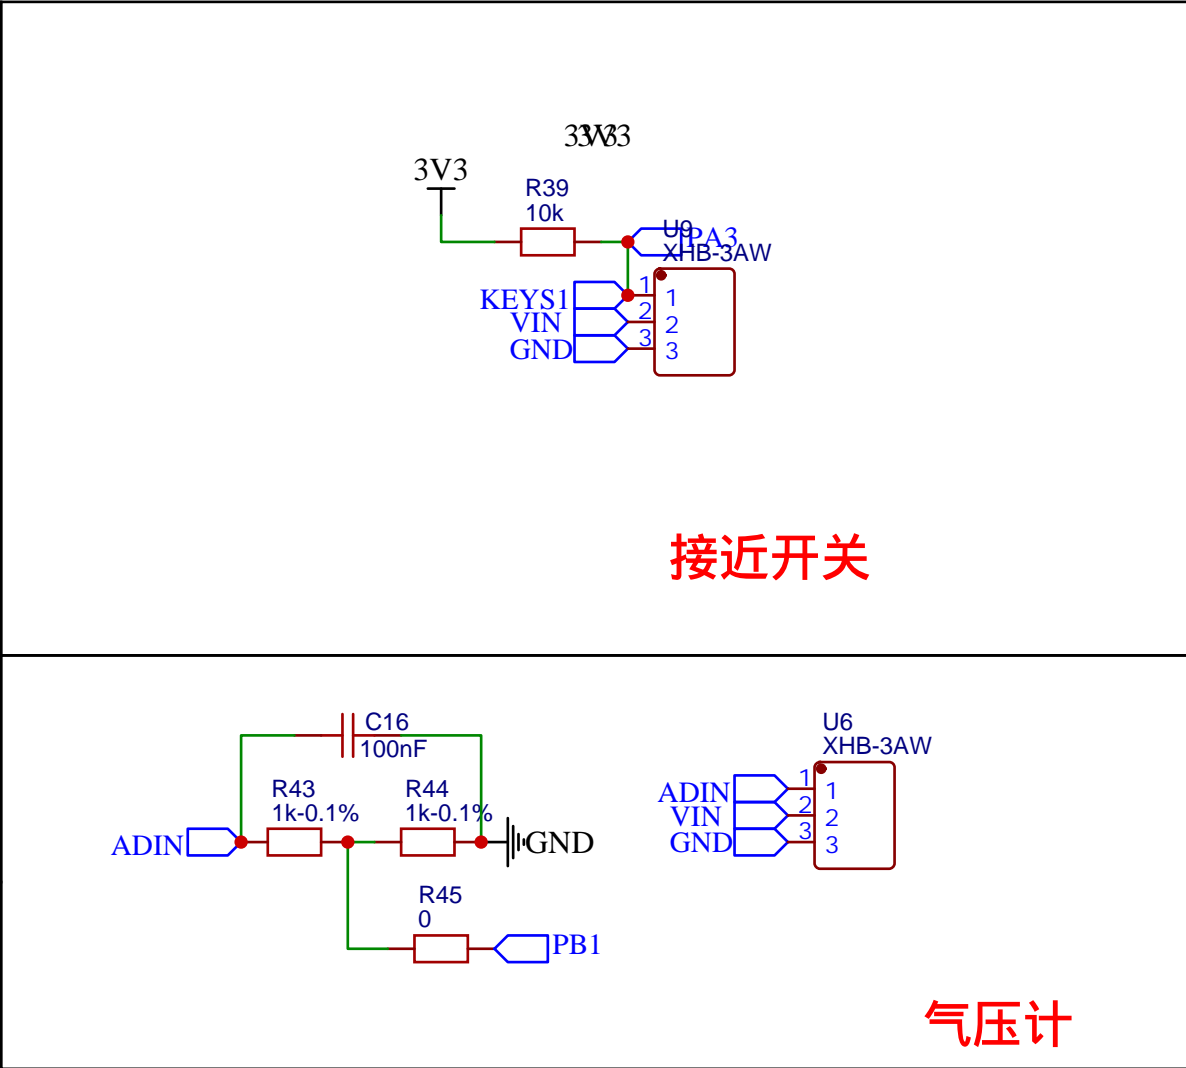 3V3
R39
10k
U9
PA3
XHB-3AW
KEYS1
1
1
VIN
2
2
GND
3
3
接近开关
C16
100nF
R43
1k-0.1%
R44
1k-0.1%
ADIN
GND
R45
0
PB1
U6
XHB-3AW
ADIN
1
1
VIN
2
2
GND
3
3
气压计